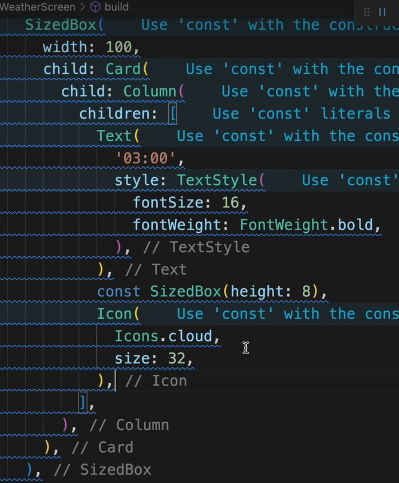 WeatherScreen > build
SizedBox( Use 'const' with the constru
width: 100,
child: Card( Use 'const' with the con
child: Column( Use 'const' with the
children: [ Use 'const' literals
Text( Use 'const' with the cons
'03:00',
style: TextStyle( Use 'const'
fontSize: 16,
fontWeight: FontWeight.bold,
), // TextStyle
), // Text
const SizedBox(height: 8),
Icon( Use 'const' with the cons
Icons.cloud,
size: 32,
), // Icon
],
), // Column
), // Card
), // SizedBox